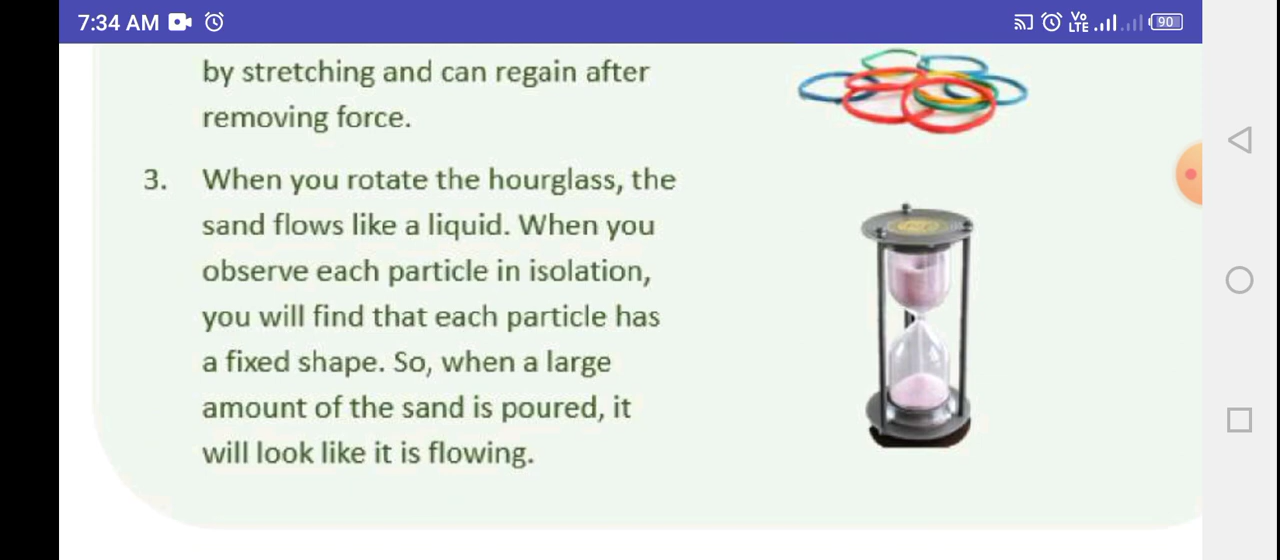 7:34 AM
Vo
LTE
90
by stretching and can regain after
removing force.
3. When you rotate the hourglass, the
sand flows like a liquid. When you
observe each particle in isolation,
you will find that each particle has
a fixed shape. So, when a large
amount of the sand is poured, it
will look like it is flowing.